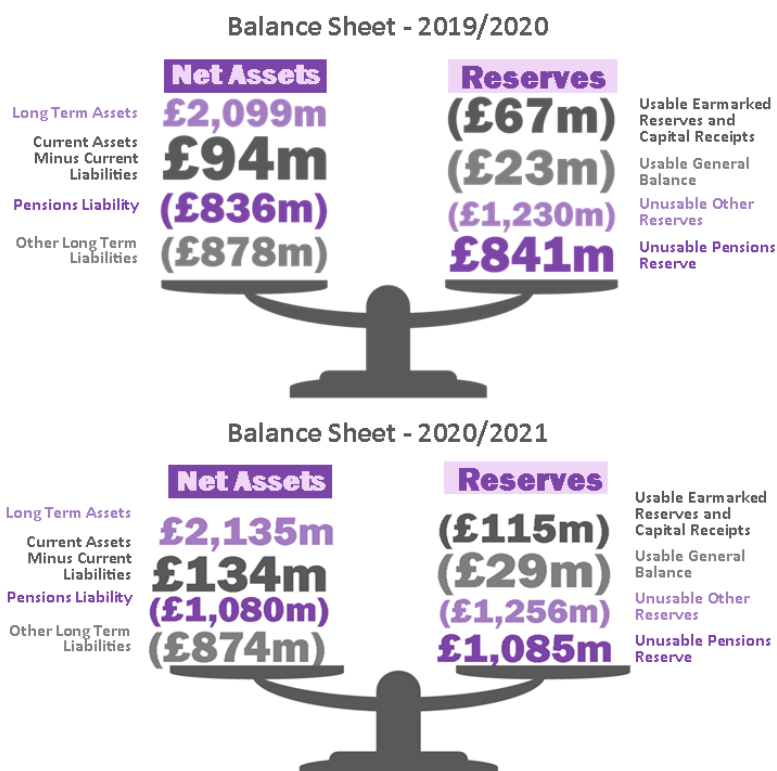 Balance Sheet - 2019/2020
Net Assets
Long Term Assets
£2,099m
Current Assets
Minus Current
Liabilities
£94m
Pensions Liability
(£836m)
Other Long Term
Liabilities
(£878m)
Reserves
(£67m)
Usable Earmarked
Reserves and
Capital Receipts
(£23m)
Usable General
Balance
(£1,230m)
Unusable Other
Reserves
£841m
Unusable Pensions
Reserve
Balance Sheet - 2020/2021
Net Assets
Long Term Assets
£2,135m
Current Assets
Minus Current
Liabilities
£134m
Pensions Liability
(£1,080m)
Other Long Term
Liabilities
(£874m)
Reserves
(£115m)
Usable Earmarked
Reserves and
Capital Receipts
(£29m)
Usable General
Balance
(£1,256m)
Unusable Other
Reserves
£1,085m
Unusable Pensions
Reserve